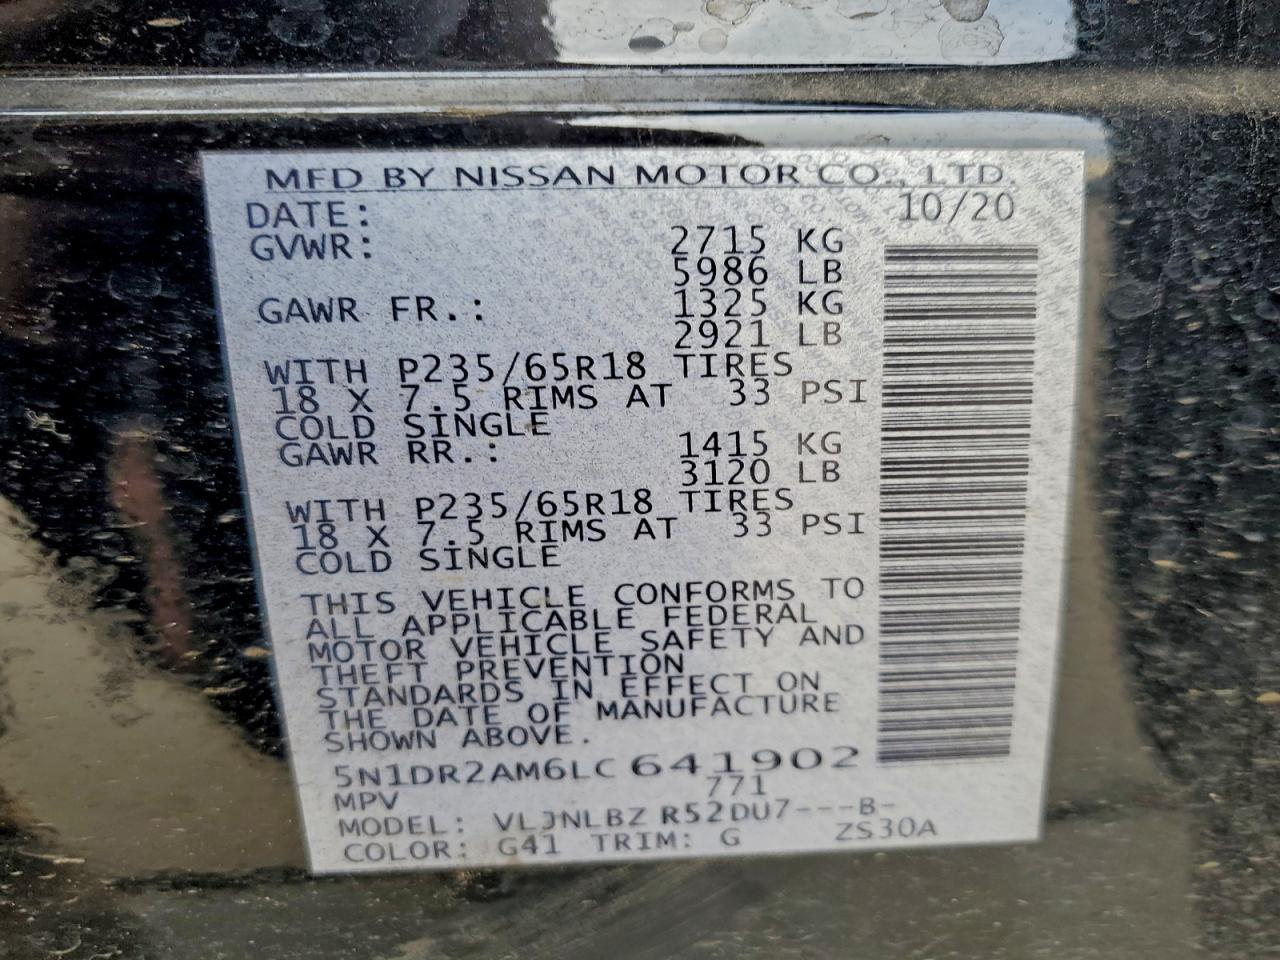 MFD BY NISSAN MOTOR CO., LTD.
DATE: 10/20
GVWR: 2715 KG
5986 LB
GAWR FR.: 1325 KG
2921 LB
WITH P235/65R18 TIRES
18 X 7.5 RIMS AT 33 PSI
COLD SINGLE
GAWR RR.: 1415 KG
3120 LB
WITH P235/65R18 TIRES
18 X 7.5 RIMS AT 33 PSI
COLD SINGLE
THIS VEHICLE CONFORMS TO
ALL APPLICABLE FEDERAL
MOTOR VEHICLE SAFETY AND
THEFT PREVENTION
STANDARDS IN EFFECT ON
THE DATE OF MANUFACTURE
SHOWN ABOVE.
5N1DR2AM6LC641902
MPV 771
MODEL: VLJNLBZ R52DU7---B-
COLOR: G41 TRIM: G ZS30A